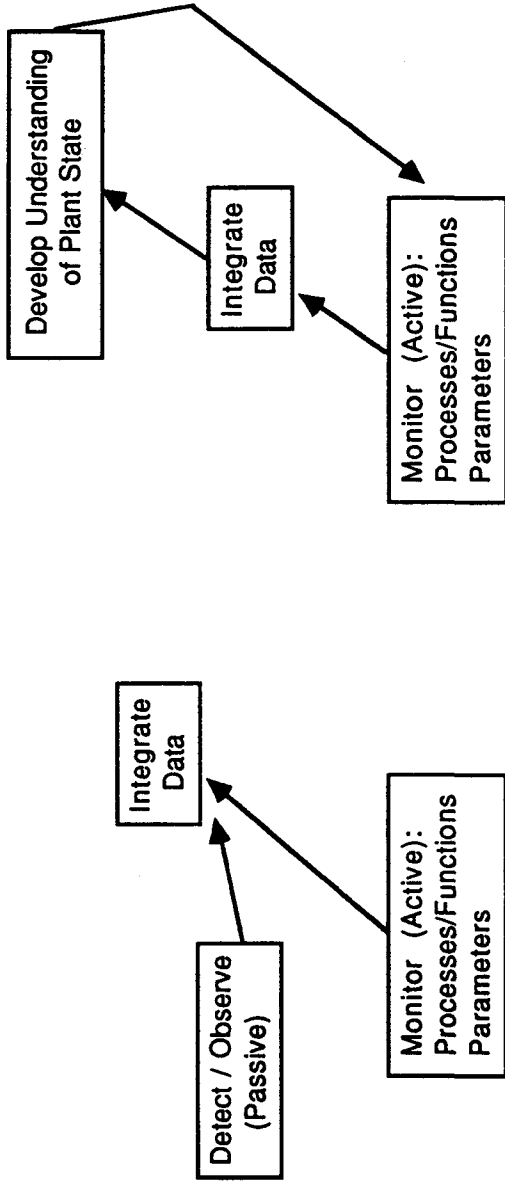 Detect / Observe
(Passive)
Integrate
Data
Monitor (Active):
Processes/Functions
Parameters
Develop Understanding
of Plant State
Integrate
Data
Monitor (Active):
Processes/Functions
Parameters